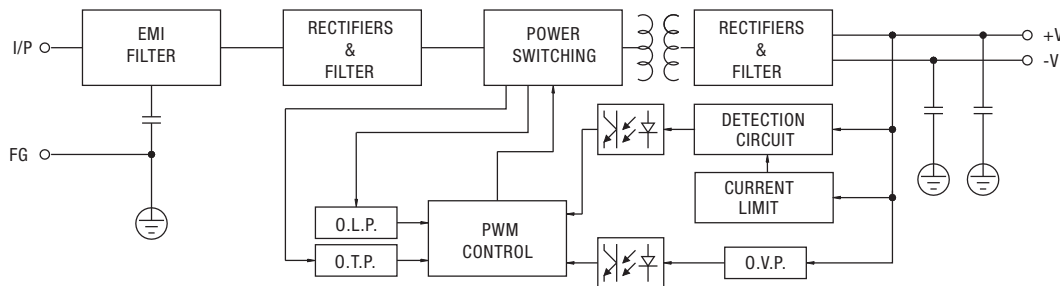 I/P
EMI
FILTER
RECTIFIERS
&
FILTER
POWER
SWITCHING
RECTIFIERS
&
FILTER
+V
-V
FG
DETECTION
CIRCUIT
CURRENT
LIMIT
O.L.P.
O.T.P.
PWM
CONTROL
O.V.P.